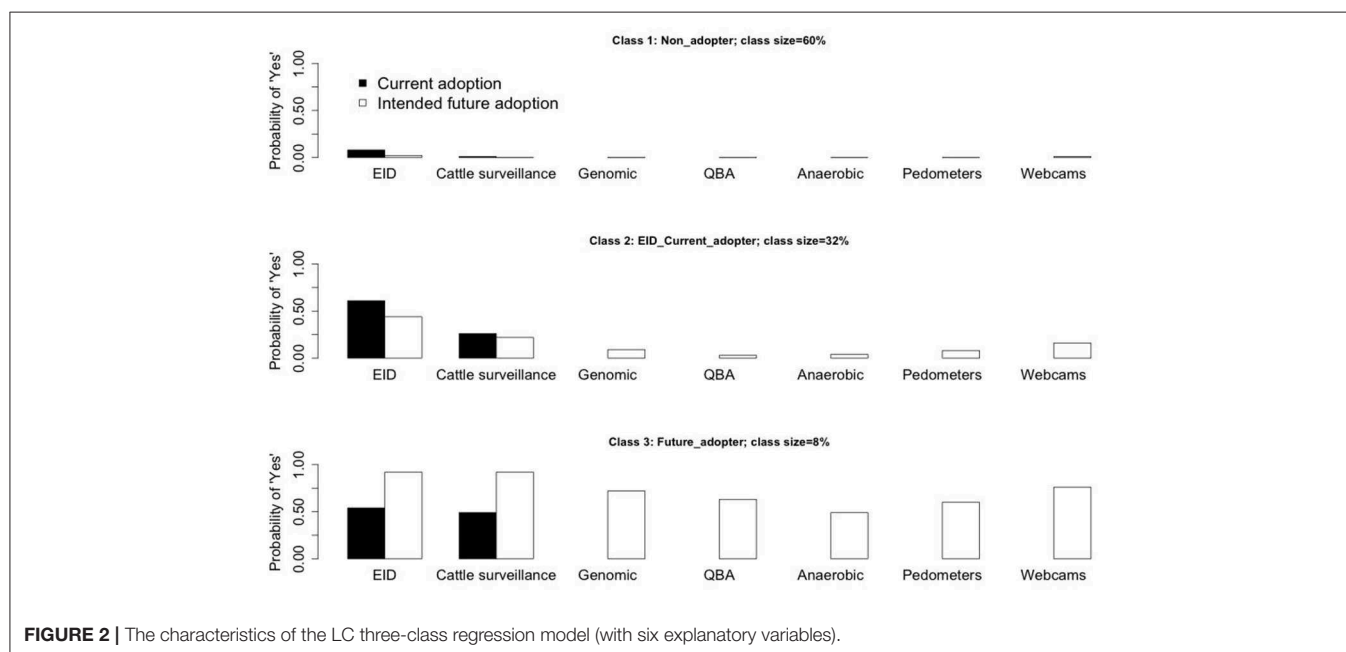 Class 1: Non_adopter; class size=60%
Probability of 'Yes'
1.00
0.50
0.00
Current adoption
Intended future adoption
EID Cattle surveillance Genomic QBA Anaerobic Pedometers Webcams
Class 2: EID_Current_adopter; class size=32%
Probability of 'Yes'
1.00
0.50
0.00
EID Cattle surveillance Genomic QBA Anaerobic Pedometers Webcams
Class 3: Future_adopter; class size=8%
Probability of 'Yes'
1.00
0.50
0.00
EID Cattle surveillance Genomic QBA Anaerobic Pedometers Webcams
FIGURE 2 | The characteristics of the LC three-class regression model (with six explanatory variables).